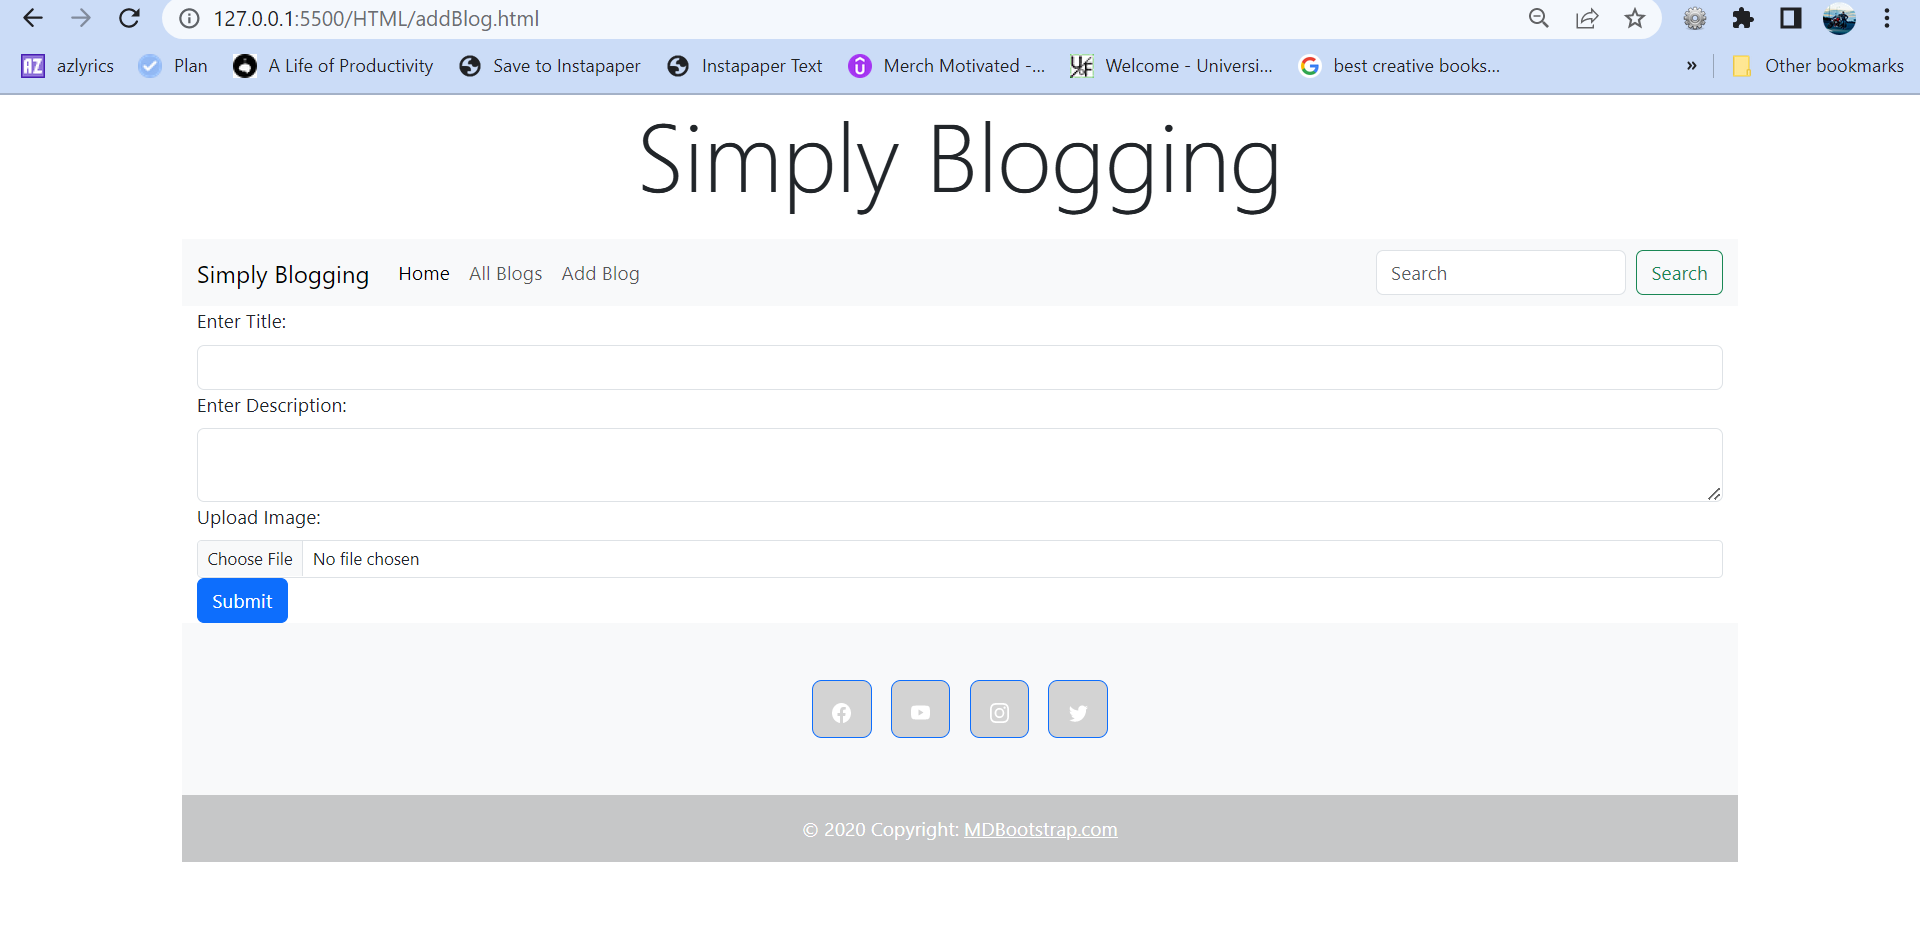 127.0.0.1:5500/HTML/addBlog.html
AZ azlyrics Plan A Life of Productivity Save to Instapaper Instapaper Text Merch Motivated -... Welcome - Universi... best creative books... » Other bookmarks
Simply Blogging
Simply Blogging Home All Blogs Add Blog Search Search
Enter Title:
Enter Description:
Upload Image:
Choose File No file chosen
Submit
© 2020 Copyright: MDBootstrap.com